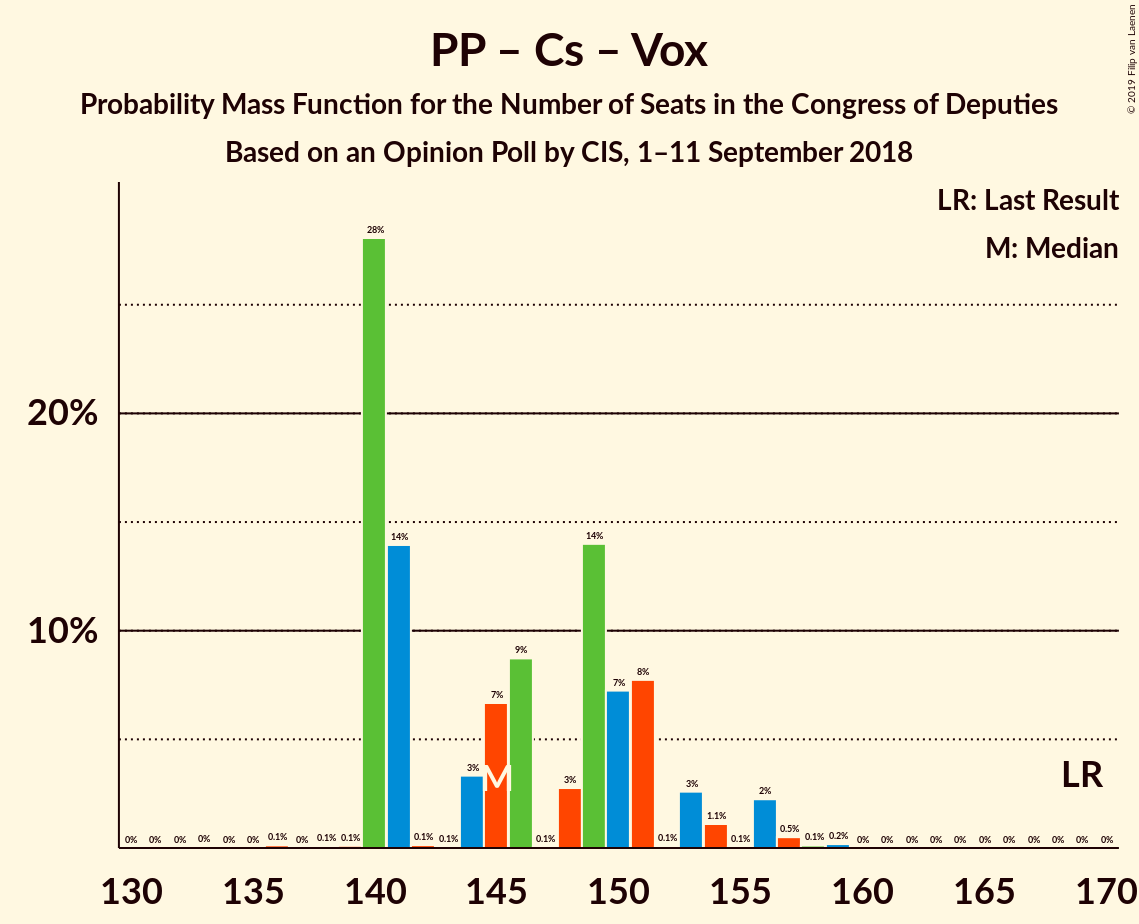 PP – Cs – Vox
Probability Mass Function for the Number of Seats in the Congress of Deputies
Based on an Opinion Poll by CIS, 1–11 September 2018
© 2019 Filip van Laenen
LR: Last Result
M: Median
20%
10%
0% 0% 0% 0% 0% 0% 0.1% 0% 0.1% 0.1% 28% 14% 0.1% 0.1% 3% 7% 9% 0.1% 3% 14% 7% 8% 0.1% 3% 1.1% 0.1% 2% 0.5% 0.1% 0.2% 0% 0% 0% 0% 0% 0% 0% 0% 0% 0% 0%
M
LR
130 135 140 145 150 155 160 165 170